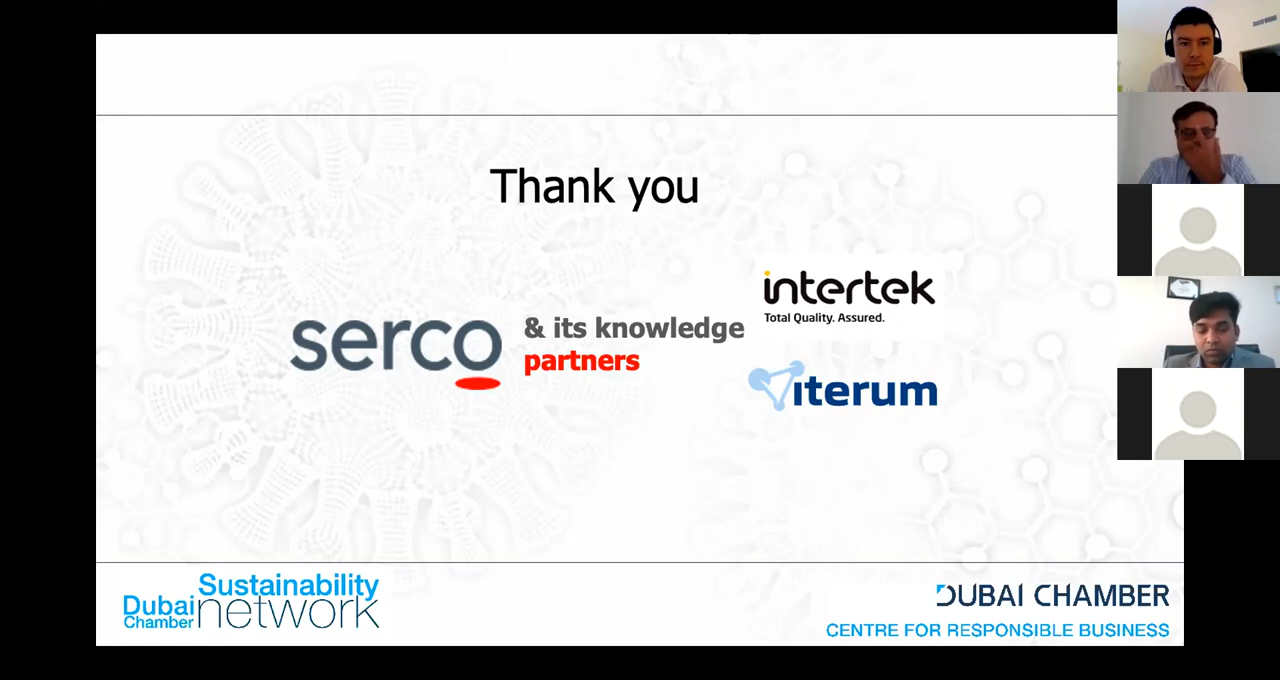 Thank you
serco
& its knowledge
partners
intertek
Total Quality. Assured.
iterum
Sustainability
Dubai
Chamber
network
DUBAI CHAMBER
CENTRE FOR RESPONSIBLE BUSINESS